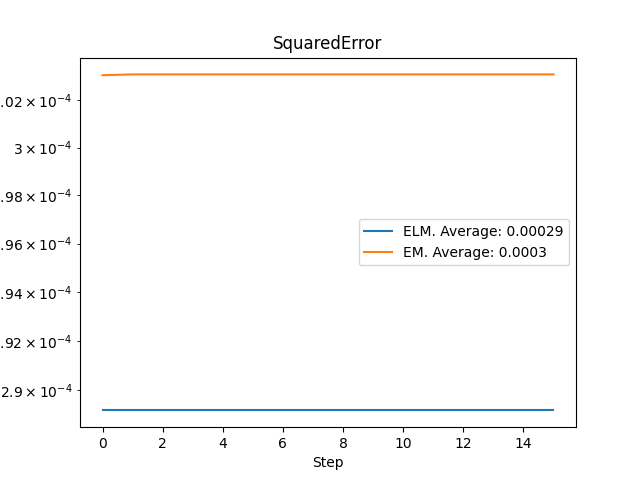 SquaredError
.02 × 10⁻⁴
3 × 10⁻⁴
.98 × 10⁻⁴
.96 × 10⁻⁴
.94 × 10⁻⁴
.92 × 10⁻⁴
2.9 × 10⁻⁴
ELM. Average: 0.00029
EM. Average: 0.0003
0 2 4 6 8 10 12 14
Step